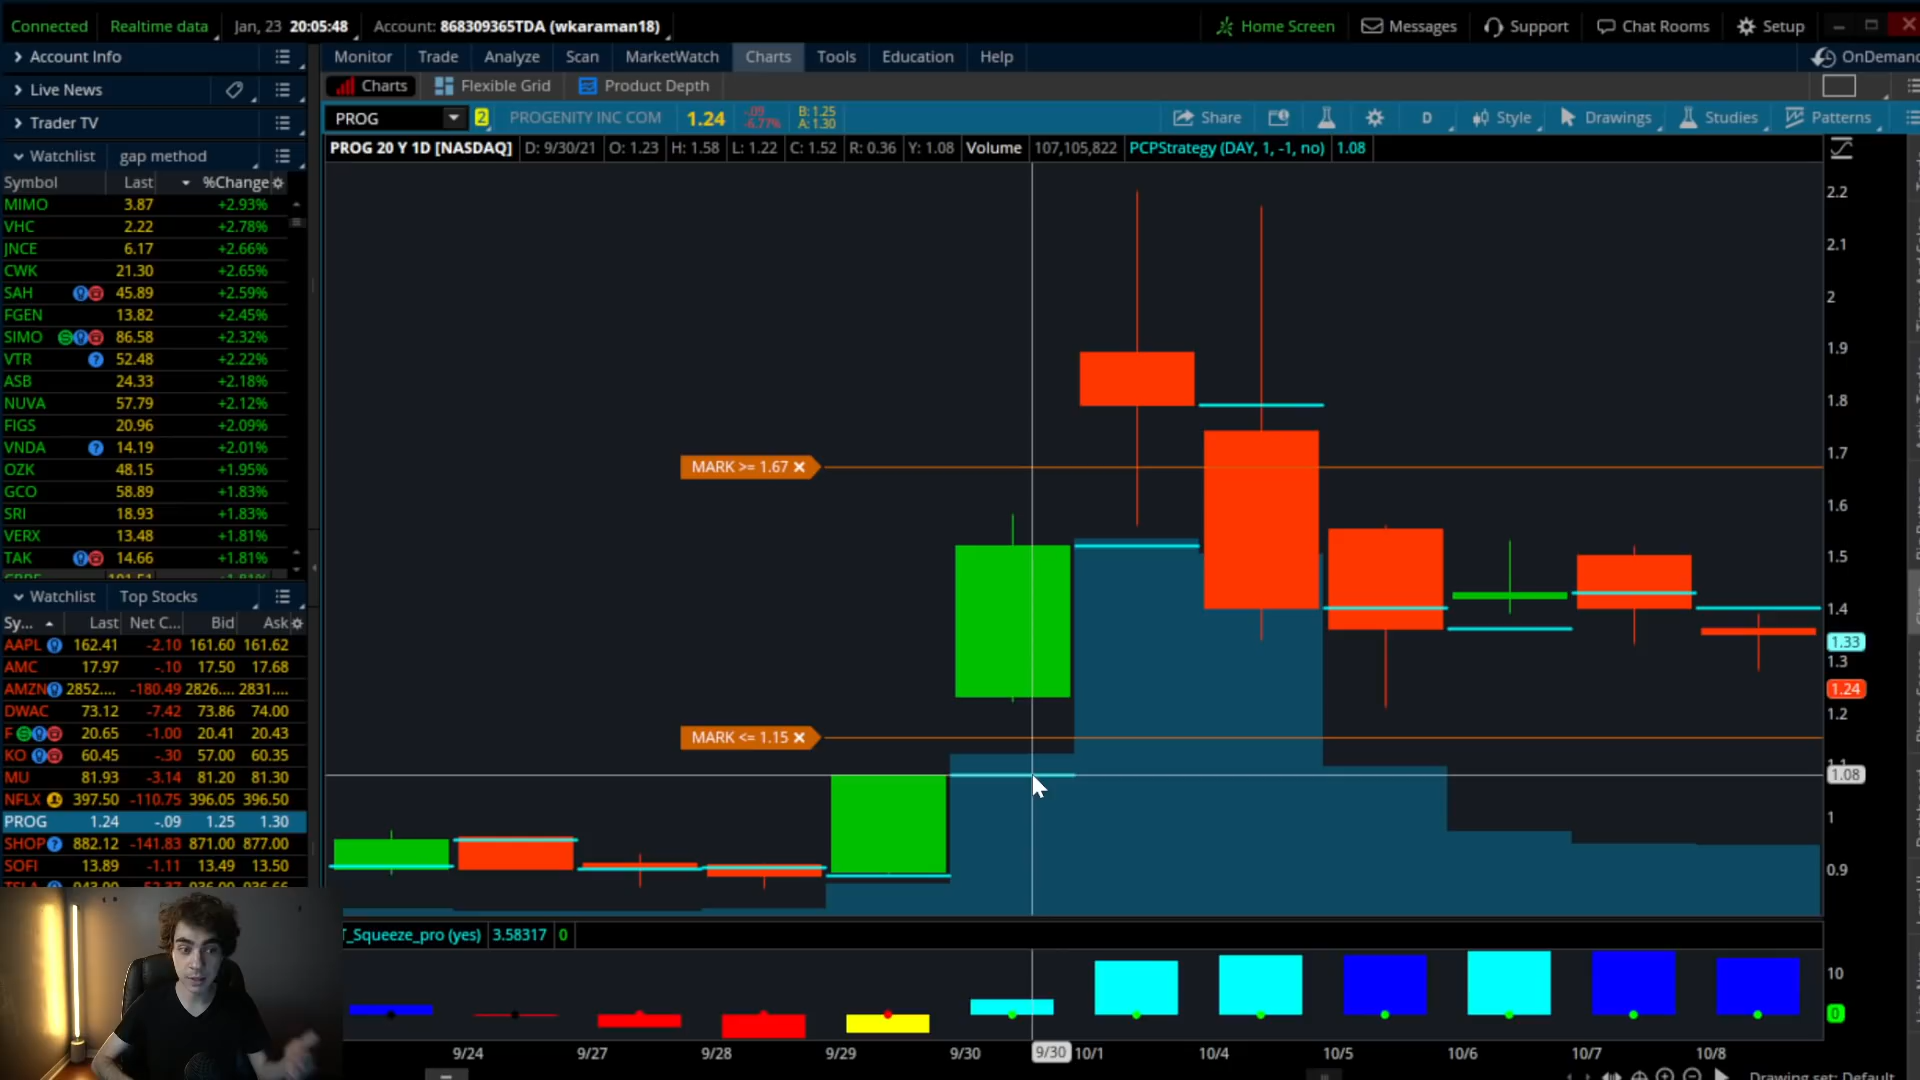 Connected Realtime data Jan, 23 20:05:48 Account: 868309365TDA (wkaraman18) Home Screen Messages Support Chat Rooms Setup
Account Info Monitor Trade Analyze Scan MarketWatch Charts Tools Education Help OnDemand
Live News Charts Flexible Grid Product Depth
Trader TV PROG 2 PROGENITY INC COM 1.24 -.09 -6.77% B: 1.25 A: 1.30 Share D Style Drawings Studies Patterns
Watchlist gap method PROG 20 Y 1D [NASDAQ] D: 9/30/21 O: 1.23 H: 1.58 L: 1.22 C: 1.52 R: 0.36 Y: 1.08 Volume 107,105,822 PCPStrategy (DAY, 1, -1, no) 1.08
Symbol Last %Change
MIMO 3.87 +2.93%
VHC 2.22 +2.78%
JNCE 6.17 +2.66%
CWK 21.30 +2.65%
SAH 45.89 +2.59%
FGEN 13.82 +2.45%
SIMO 86.58 +2.32%
VTR 52.48 +2.22%
ASB 24.33 +2.18%
NUVA 57.79 +2.12%
FIGS 20.96 +2.09%
VNDA 14.19 +2.01%
OZK 48.15 +1.95%
GCO 58.89 +1.83%
SRI 18.93 +1.83%
VERX 13.48 +1.81%
TAK 14.66 +1.81%
Watchlist Top Stocks
Sy... Last Net C... Bid Ask
AAPL 162.41 -2.10 161.60 161.62
AMC 17.97 -.10 17.50 17.68
AMZN 2852.... -180.49 2826.... 2831....
DWAC 73.12 -7.42 73.86 74.00
F 20.65 -1.00 20.41 20.43
KO 60.45 -.30 57.00 60.35
MU 81.93 -3.14 81.20 81.30
NFLX 397.50 -110.75 396.05 396.50
PROG 1.24 -.09 1.25 1.30
SHOP 882.12 -141.83 871.00 877.00
SOFI 13.89 -1.11 13.49 13.50
MARK >= 1.67
MARK <= 1.15
2.2
2.1
2
1.9
1.8
1.7
1.6
1.5
1.4
1.33
1.3
1.24
1.2
1.1
1.08
1
0.9
T_Squeeze_pro (yes) 3.58317 0
10
0
9/24 9/27 9/28 9/29 9/30 9/30 10/1 10/4 10/5 10/6 10/7 10/8
Drawing set: Default